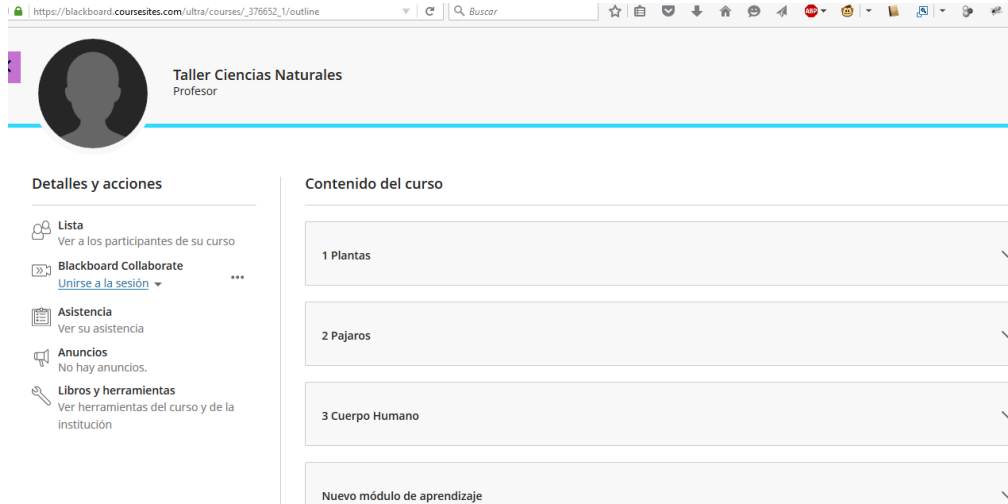 https://blackboard.coursesites.com/ultra/courses/_376652_1/outline
Buscar
ABP
Taller Ciencias Naturales
Profesor
Detalles y acciones
Lista
Ver a los participantes de su curso
Blackboard Collaborate
Unirse a la sesión
Asistencia
Ver su asistencia
Anuncios
No hay anuncios.
Libros y herramientas
Ver herramientas del curso y de la
institución
Contenido del curso
1 Plantas
2 Pajaros
3 Cuerpo Humano
Nuevo módulo de aprendizaje